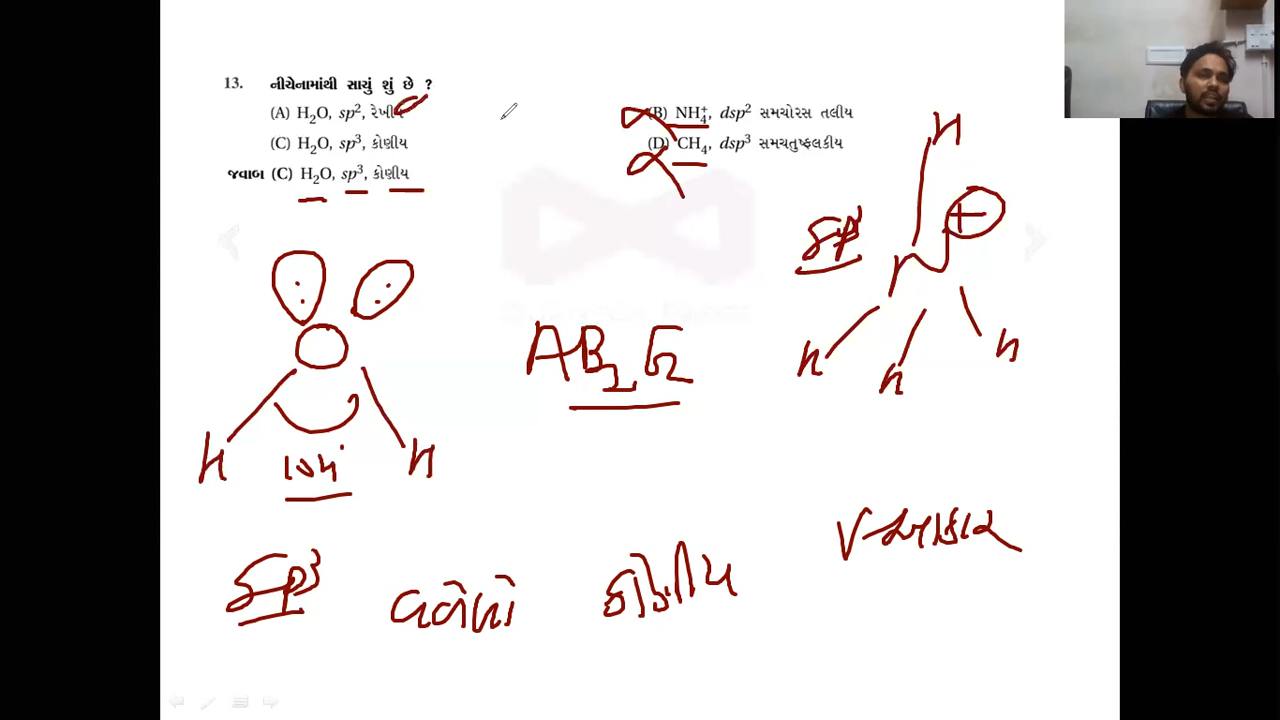 13. નીચેનામાંથી સાચું શું છે ?
(A) H₂O, sp², રેખીય (B) NH₄⁺, dsp² સમચોરસ તલીય
(C) H₂O, sp³, કોણીય (D) CH₄, dsp³ સમચતુષ્ફલકીય
જવાબ (C) H₂O, sp³, કોણીય
H
sp³ N +
AB₂E₂
H H H
H 104° H
V-આકાર
sp³ વળેલો કોણીય